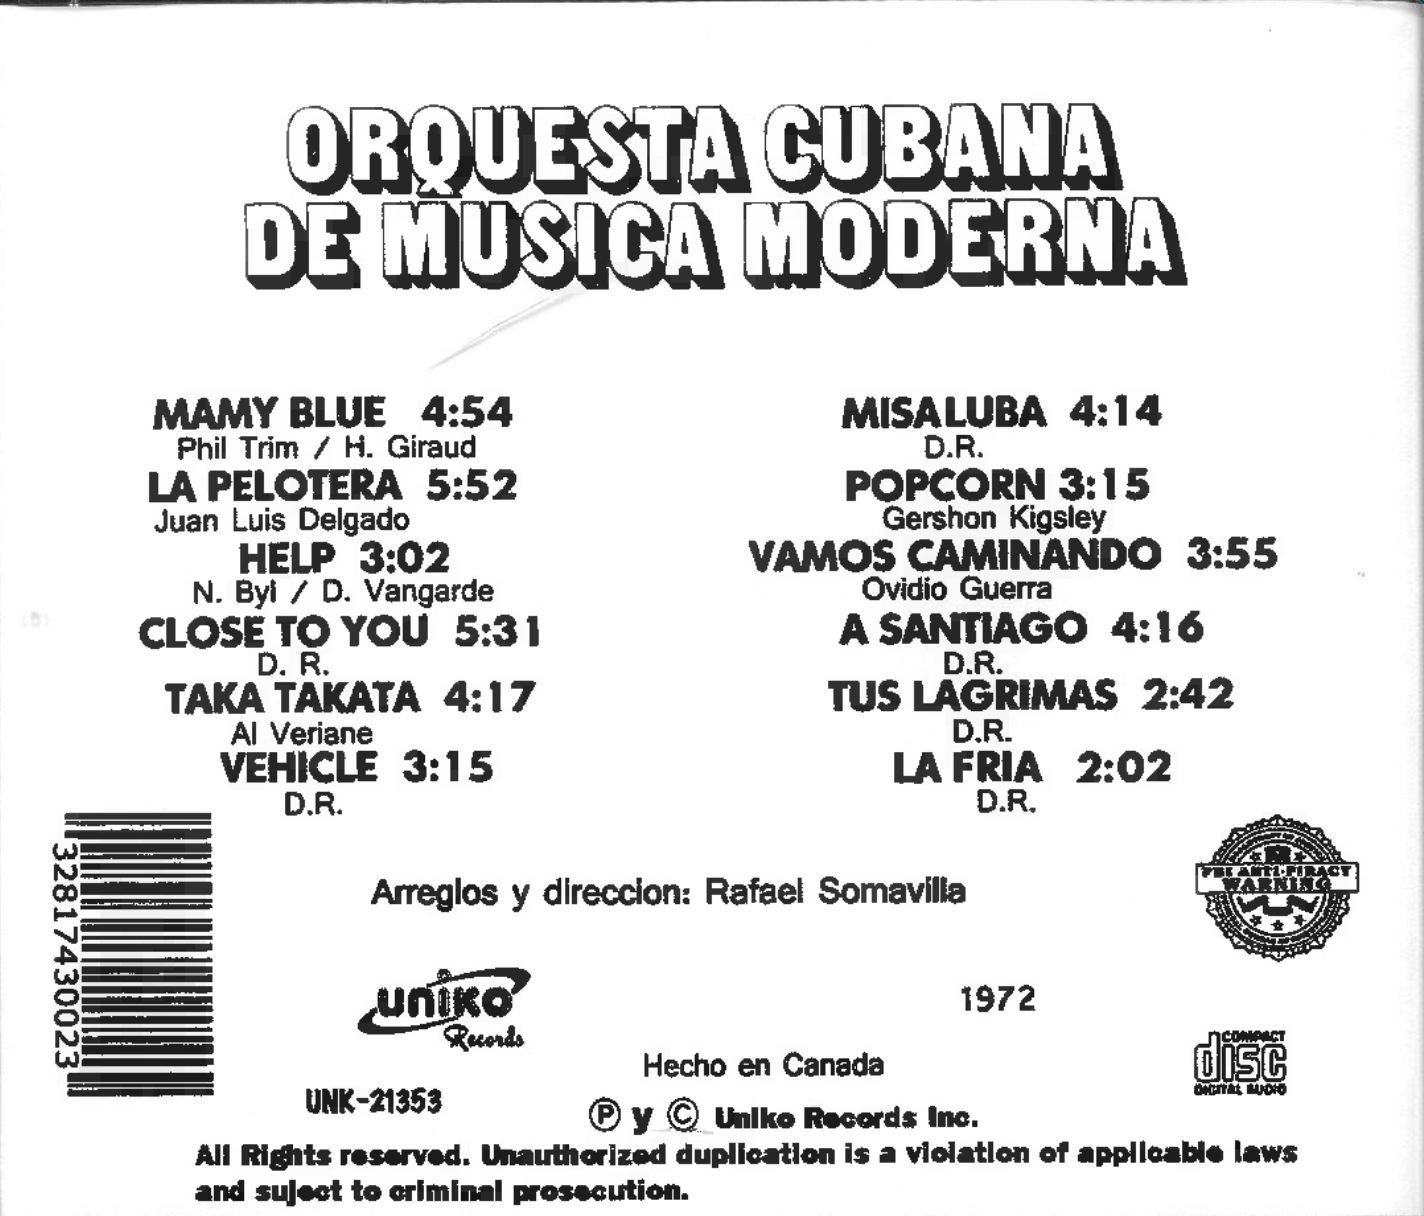 ORQUESTA CUBANA
DE MUSICA MODERNA
MAMY BLUE 4:54
Phil Trim / H. Giraud
LA PELOTERA 5:52
Juan Luis Delgado
HELP 3:02
N. Byl / D. Vangarde
CLOSE TO YOU 5:31
D. R.
TAKA TAKATA 4:17
Al Veriane
VEHICLE 3:15
D.R.
MISA LUBA 4:14
D.R.
POPCORN 3:15
Gershon Kigsley
VAMOS CAMINANDO 3:55
Ovidio Guerra
A SANTIAGO 4:16
D.R.
TUS LAGRIMAS 2:42
D.R.
LA FRIA 2:02
D.R.
328174300233
Arreglos y direccion: Rafael Somavilla
FBI ANTI-PIRACY
WARNING
uniko
Records
1972
Hecho en Canada
COMPACT
disc
DIGITAL AUDIO
UNK-21353
Ⓟ y © Uniko Records Inc.
All Rights reserved. Unauthorized duplication is a violation of applicable laws
and suject to criminal prosecution.